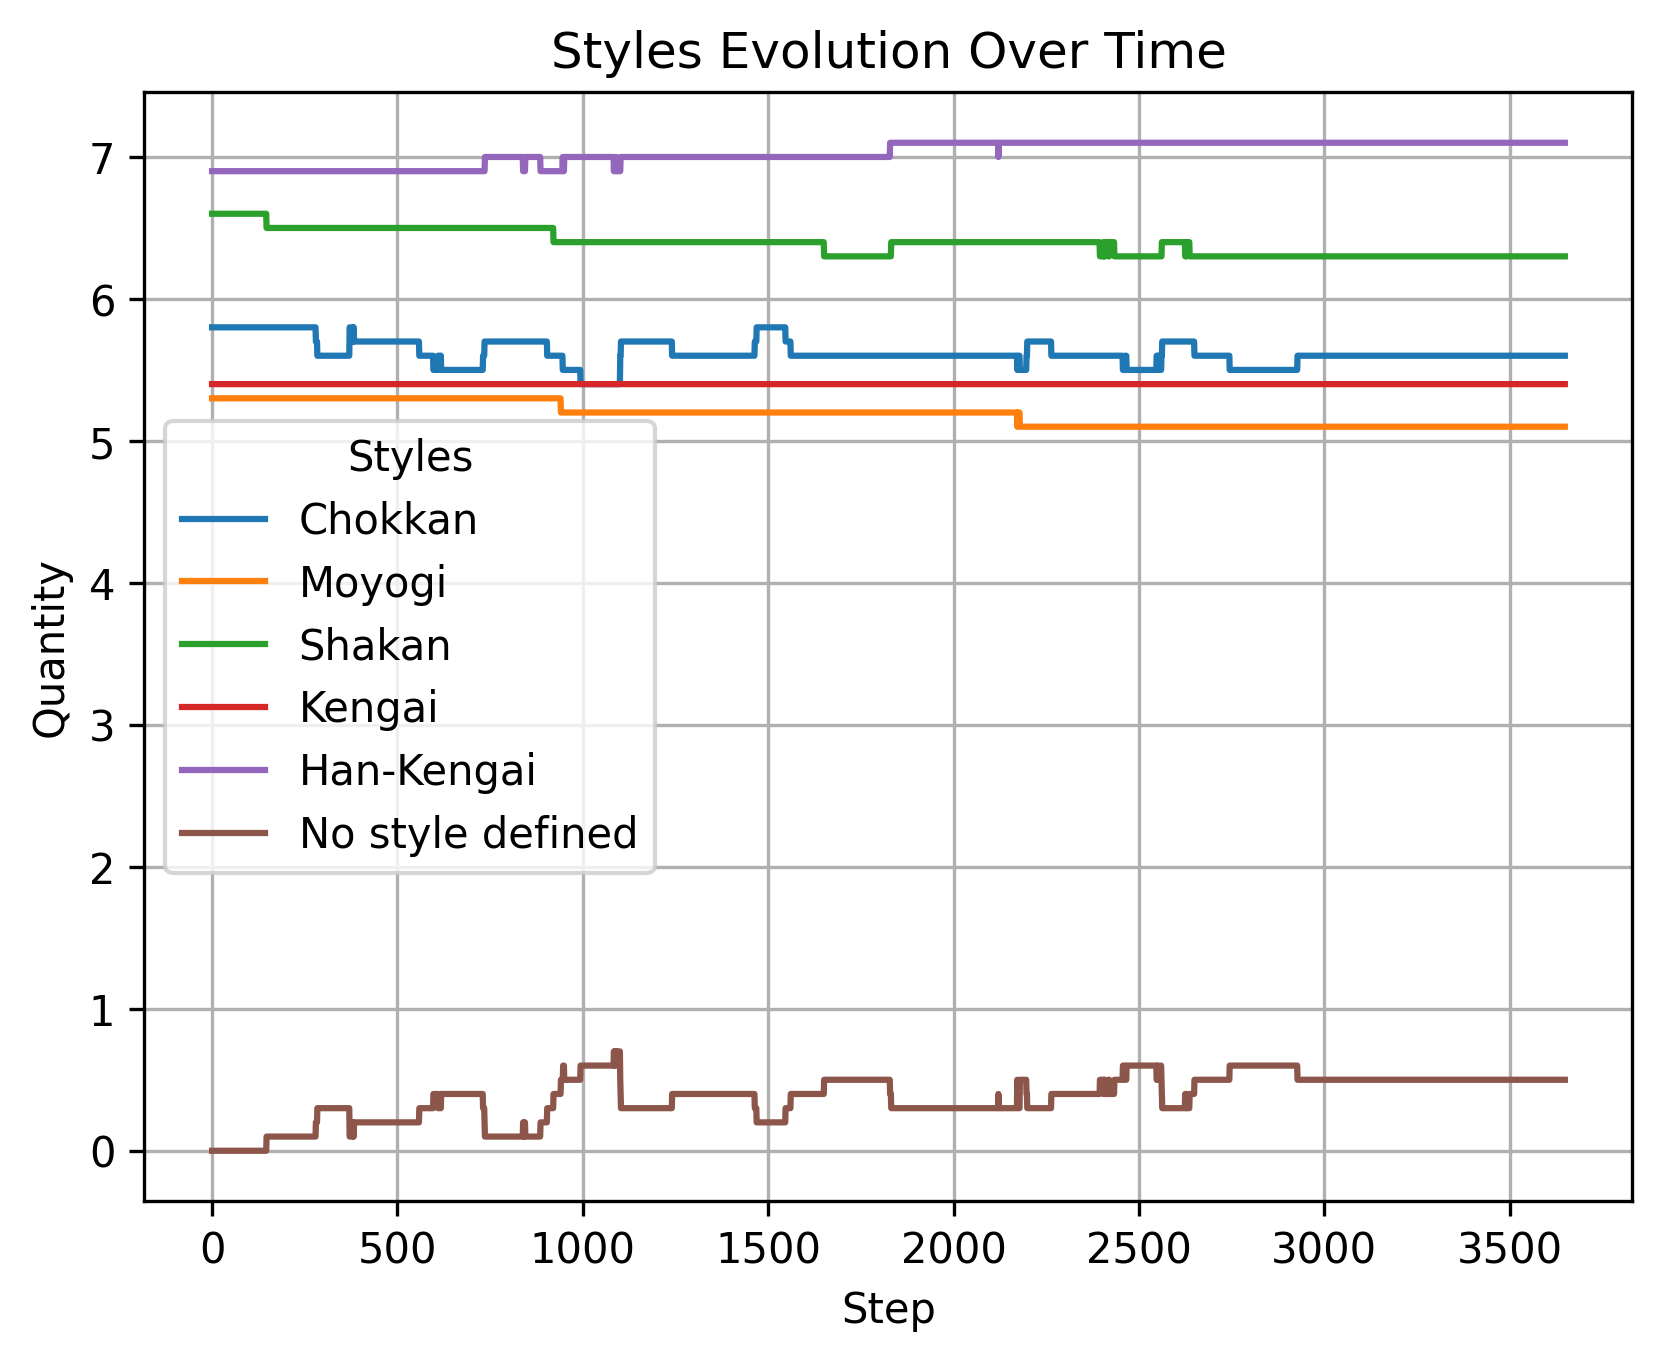 Styles Evolution Over Time
7
6
5
4
3
2
1
0
Quantity
Styles
Chokkan
Moyogi
Shakan
Kengai
Han-Kengai
No style defined
0 500 1000 1500 2000 2500 3000 3500
Step